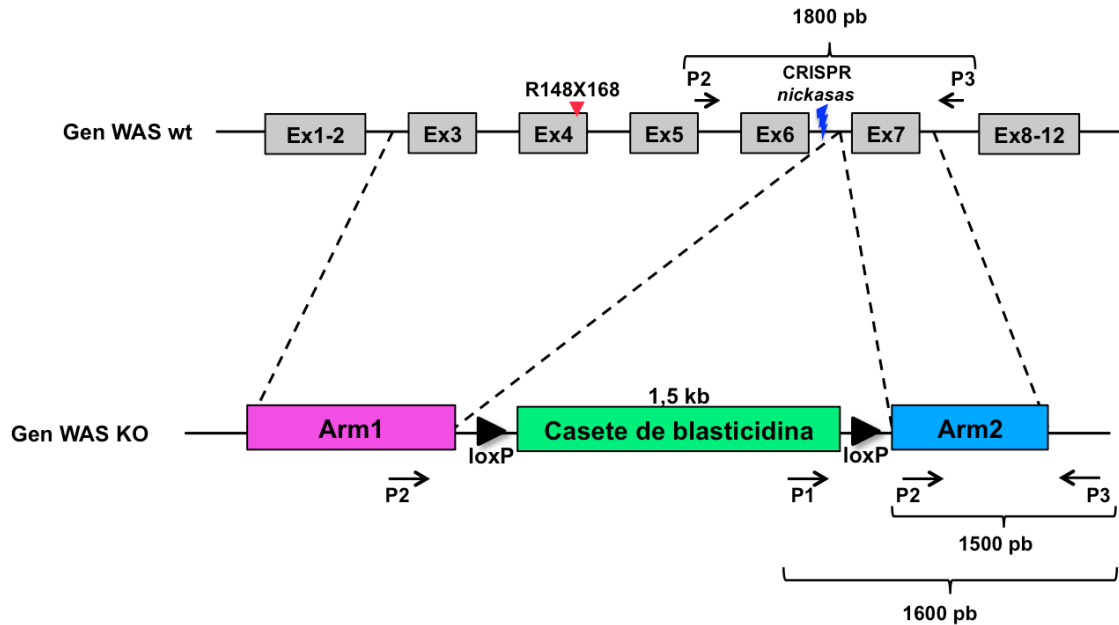 1800 pb
P2
CRISPR
nickasas
P3
R148X168
Gen WAS wt
Ex1-2
Ex3
Ex4
Ex5
Ex6
Ex7
Ex8-12
1,5 kb
Gen WAS KO
Arm1
loxP
Casete de blasticidina
loxP
Arm2
P2
P1
P2
P3
1500 pb
1600 pb